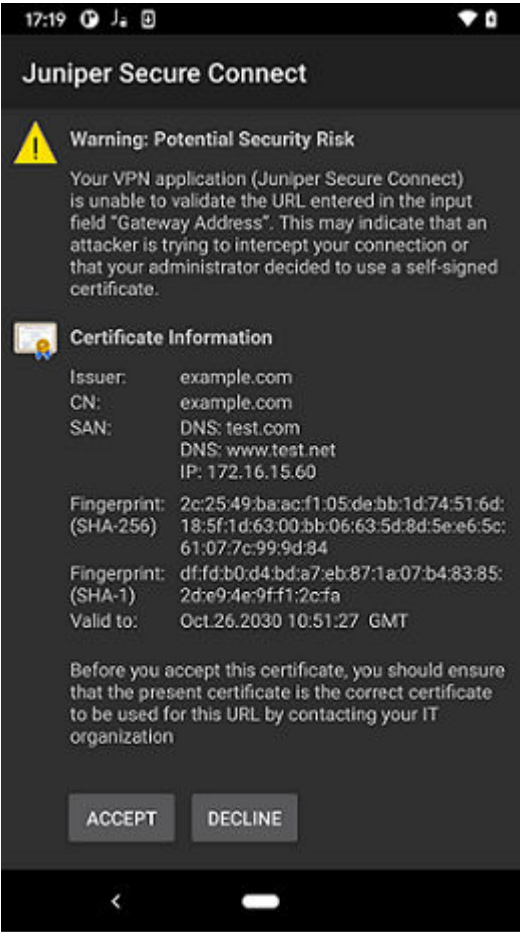 17:19
Juniper Secure Connect
Warning: Potential Security Risk
Your VPN application (Juniper Secure Connect)
is unable to validate the URL entered in the input
field "Gateway Address". This may indicate that an
attacker is trying to intercept your connection or
that your administrator decided to use a self-signed
certificate.
Certificate Information
Issuer: example.com
CN: example.com
SAN: DNS: test.com
DNS: www.test.net
IP: 172.16.15.60
Fingerprint: 2c:25:49:ba:ac:f1:05:de:bb:1d:74:51:6d:
(SHA-256) 18:5f:1d:63:00:bb:06:63:5d:8d:5e:e6:5c:
61:07:7c:99:9d:84
Fingerprint: df:fd:b0:d4:bd:a7:eb:87:1a:07:b4:83:85:
(SHA-1) 2d:e9:4e:9f:f1:2c:fa
Valid to: Oct.26.2030 10:51:27 GMT
Before you accept this certificate, you should ensure
that the present certificate is the correct certificate
to be used for this URL by contacting your IT
organization
ACCEPT DECLINE